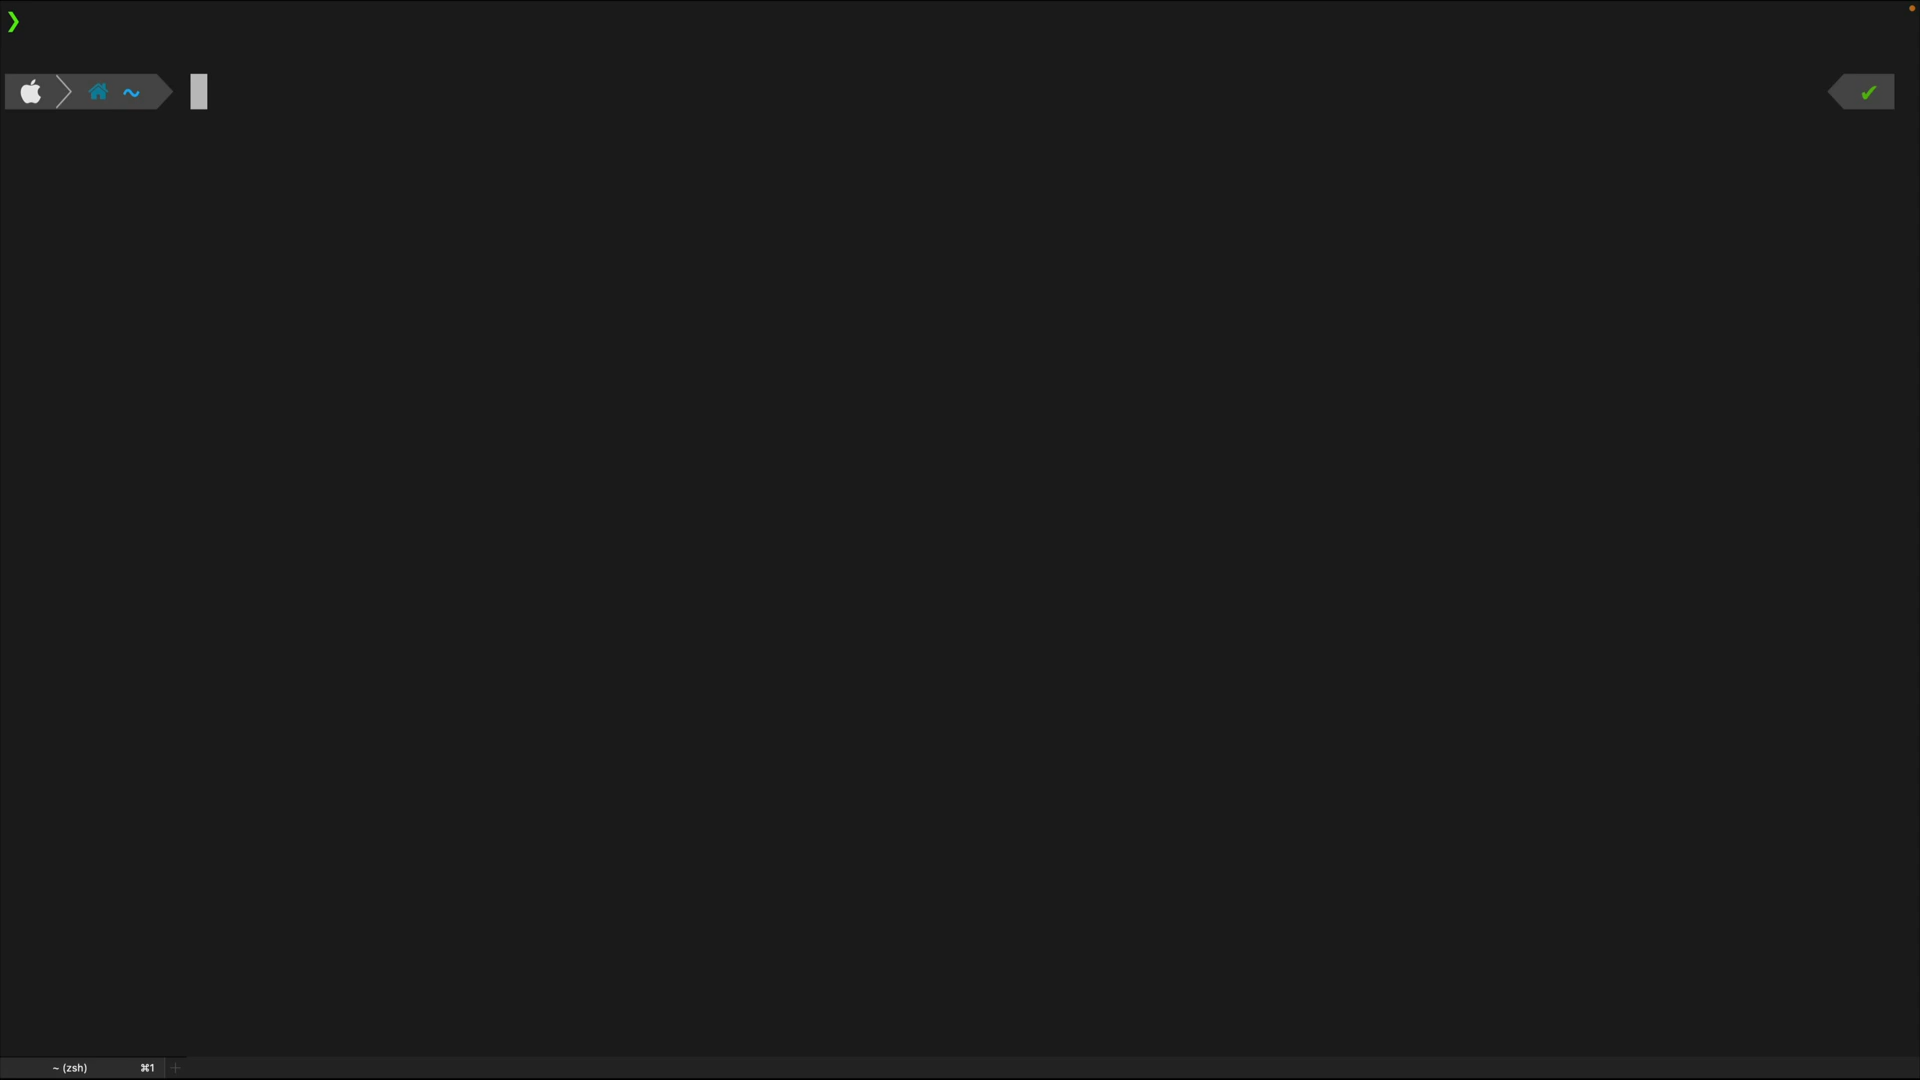 ❯
~ ✔
~ (zsh) ⌘1 +